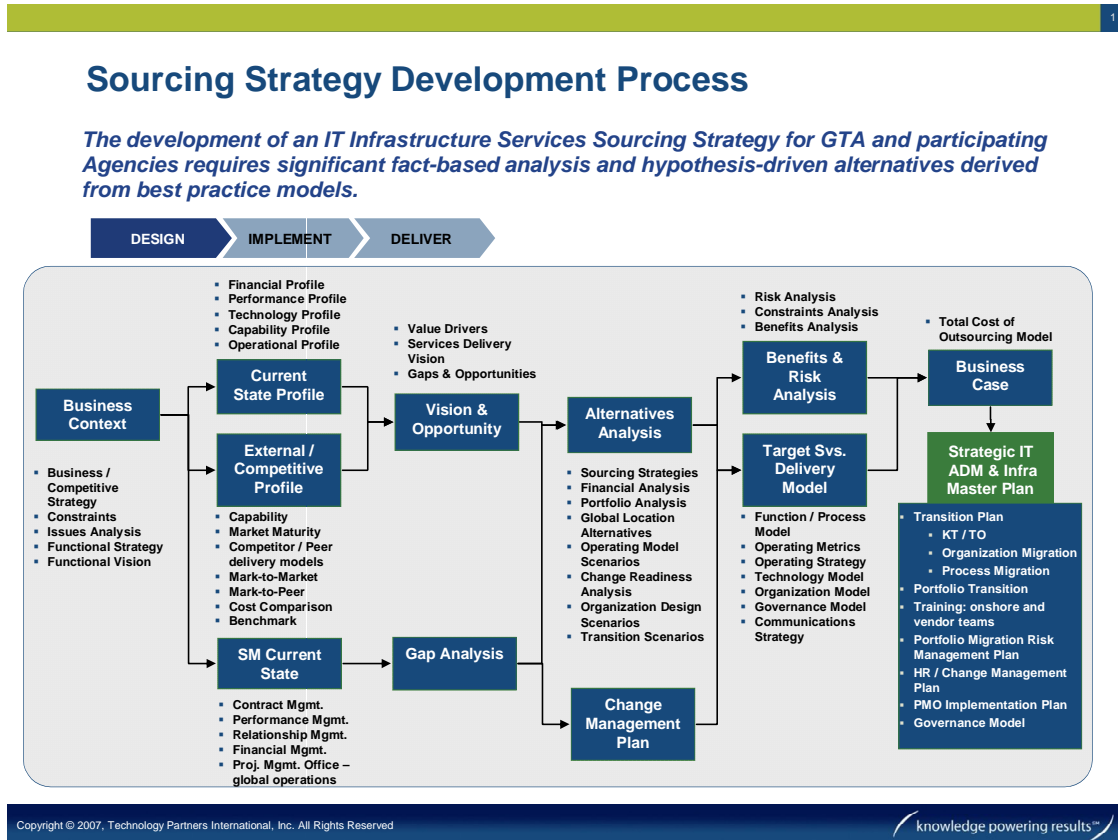 1
Sourcing Strategy Development Process
The development of an IT Infrastructure Services Sourcing Strategy for GTA and participating
Agencies requires significant fact-based analysis and hypothesis-driven alternatives derived
from best practice models.
DESIGN
IMPLEMENT
DELIVER
Business
Context
▪ Business /
Competitive
Strategy
▪ Constraints
▪ Issues Analysis
▪ Functional Strategy
▪ Functional Vision
▪ Financial Profile
▪ Performance Profile
▪ Technology Profile
▪ Capability Profile
▪ Operational Profile
Current
State Profile
External /
Competitive
Profile
▪ Capability
▪ Market Maturity
▪ Competitor / Peer
delivery models
▪ Mark-to-Market
▪ Mark-to-Peer
▪ Cost Comparison
▪ Benchmark
SM Current
State
▪ Contract Mgmt.
▪ Performance Mgmt.
▪ Relationship Mgmt.
▪ Financial Mgmt.
▪ Proj. Mgmt. Office –
global operations
▪ Value Drivers
▪ Services Delivery
Vision
▪ Gaps & Opportunities
Vision &
Opportunity
Gap Analysis
Alternatives
Analysis
▪ Sourcing Strategies
▪ Financial Analysis
▪ Portfolio Analysis
▪ Global Location
Alternatives
▪ Operating Model
Scenarios
▪ Change Readiness
Analysis
▪ Organization Design
Scenarios
▪ Transition Scenarios
Change
Management
Plan
▪ Risk Analysis
▪ Constraints Analysis
▪ Benefits Analysis
Benefits &
Risk
Analysis
Target Svs.
Delivery
Model
▪ Function / Process
Model
▪ Operating Metrics
▪ Operating Strategy
▪ Technology Model
▪ Organization Model
▪ Governance Model
▪ Communications
Strategy
▪ Total Cost of
Outsourcing Model
Business
Case
Strategic IT
ADM & Infra
Master Plan
▪ Transition Plan
▪ KT / TO
▪ Organization Migration
▪ Process Migration
▪ Portfolio Transition
▪ Training: onshore and
vendor teams
▪ Portfolio Migration Risk
Management Plan
▪ HR / Change Management
Plan
▪ PMO Implementation Plan
▪ Governance Model
Copyright © 2007, Technology Partners International, Inc. All Rights Reserved
knowledge powering results℠